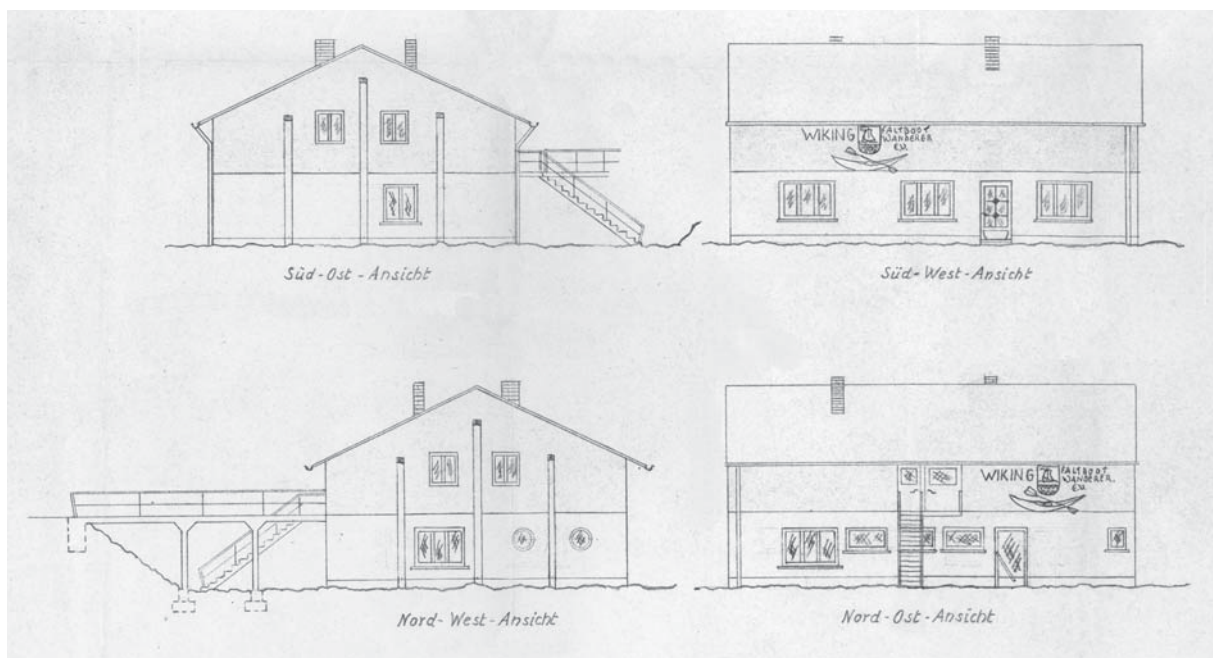 WIKING FALTBOOT
WANDERER
E.V.
Süd-Ost-Ansicht
Süd-West-Ansicht
WIKING FALTBOOT
WANDERER.
E.V.
Nord-West-Ansicht
Nord-Ost-Ansicht